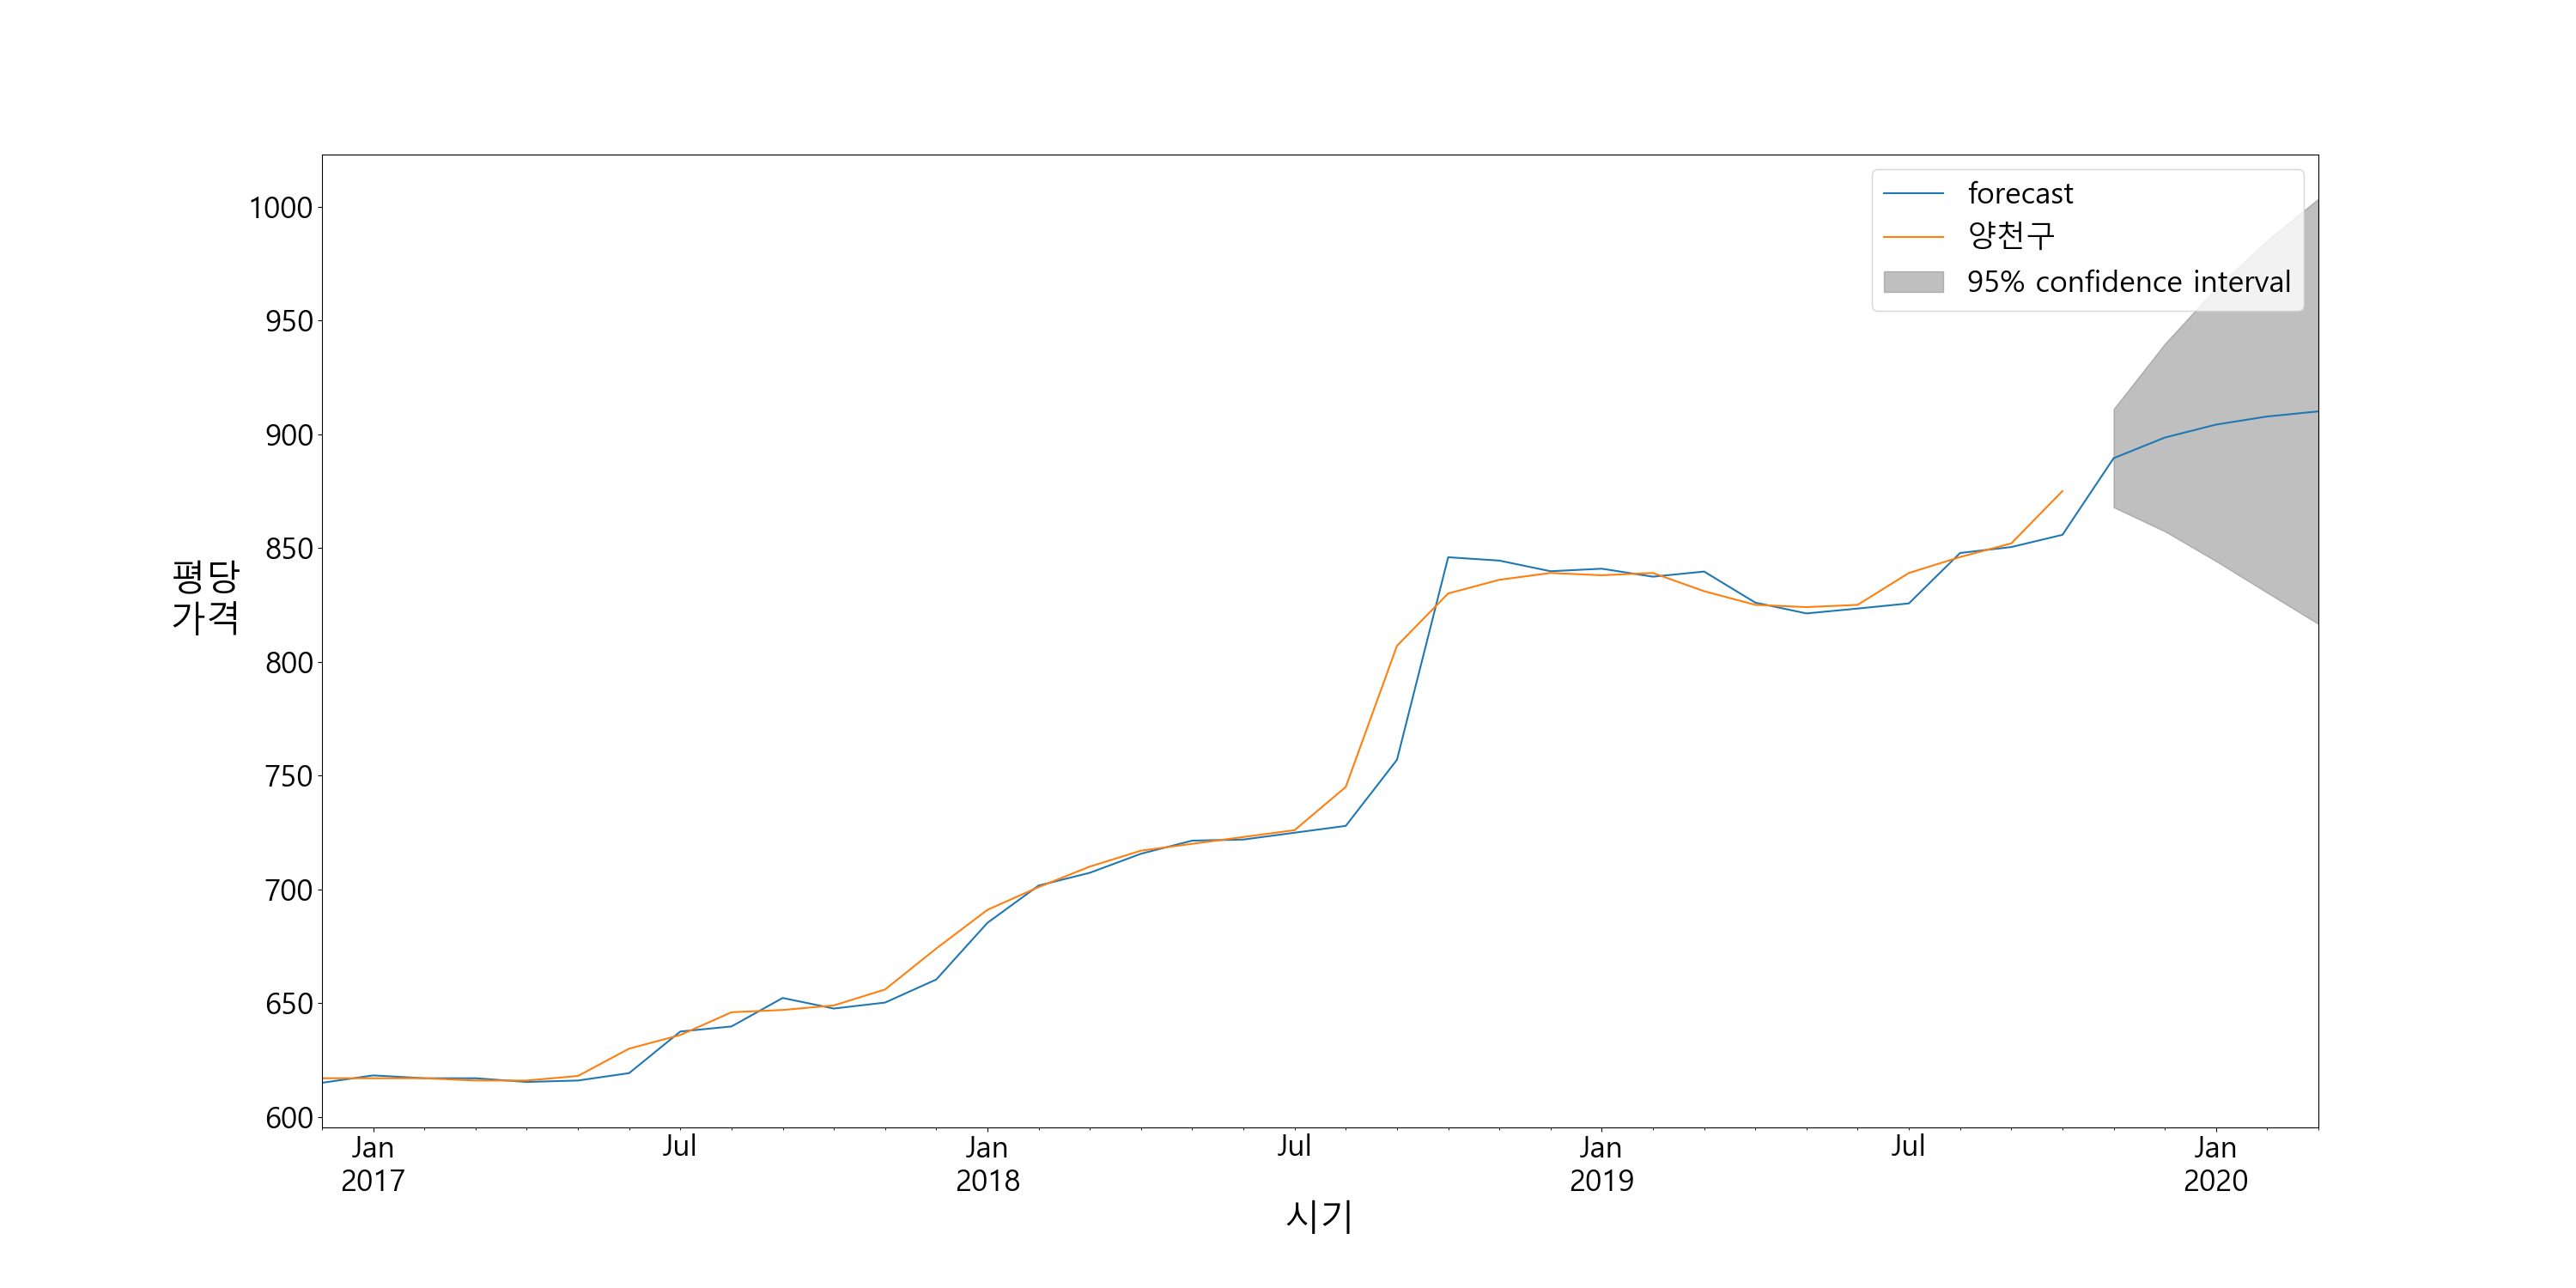 forecast
양천구
95% confidence interval
1000
950
900
850
800
750
700
650
600
평당
가격
Jan
2017
Jul
Jan
2018
Jul
Jan
2019
Jul
Jan
2020
시기